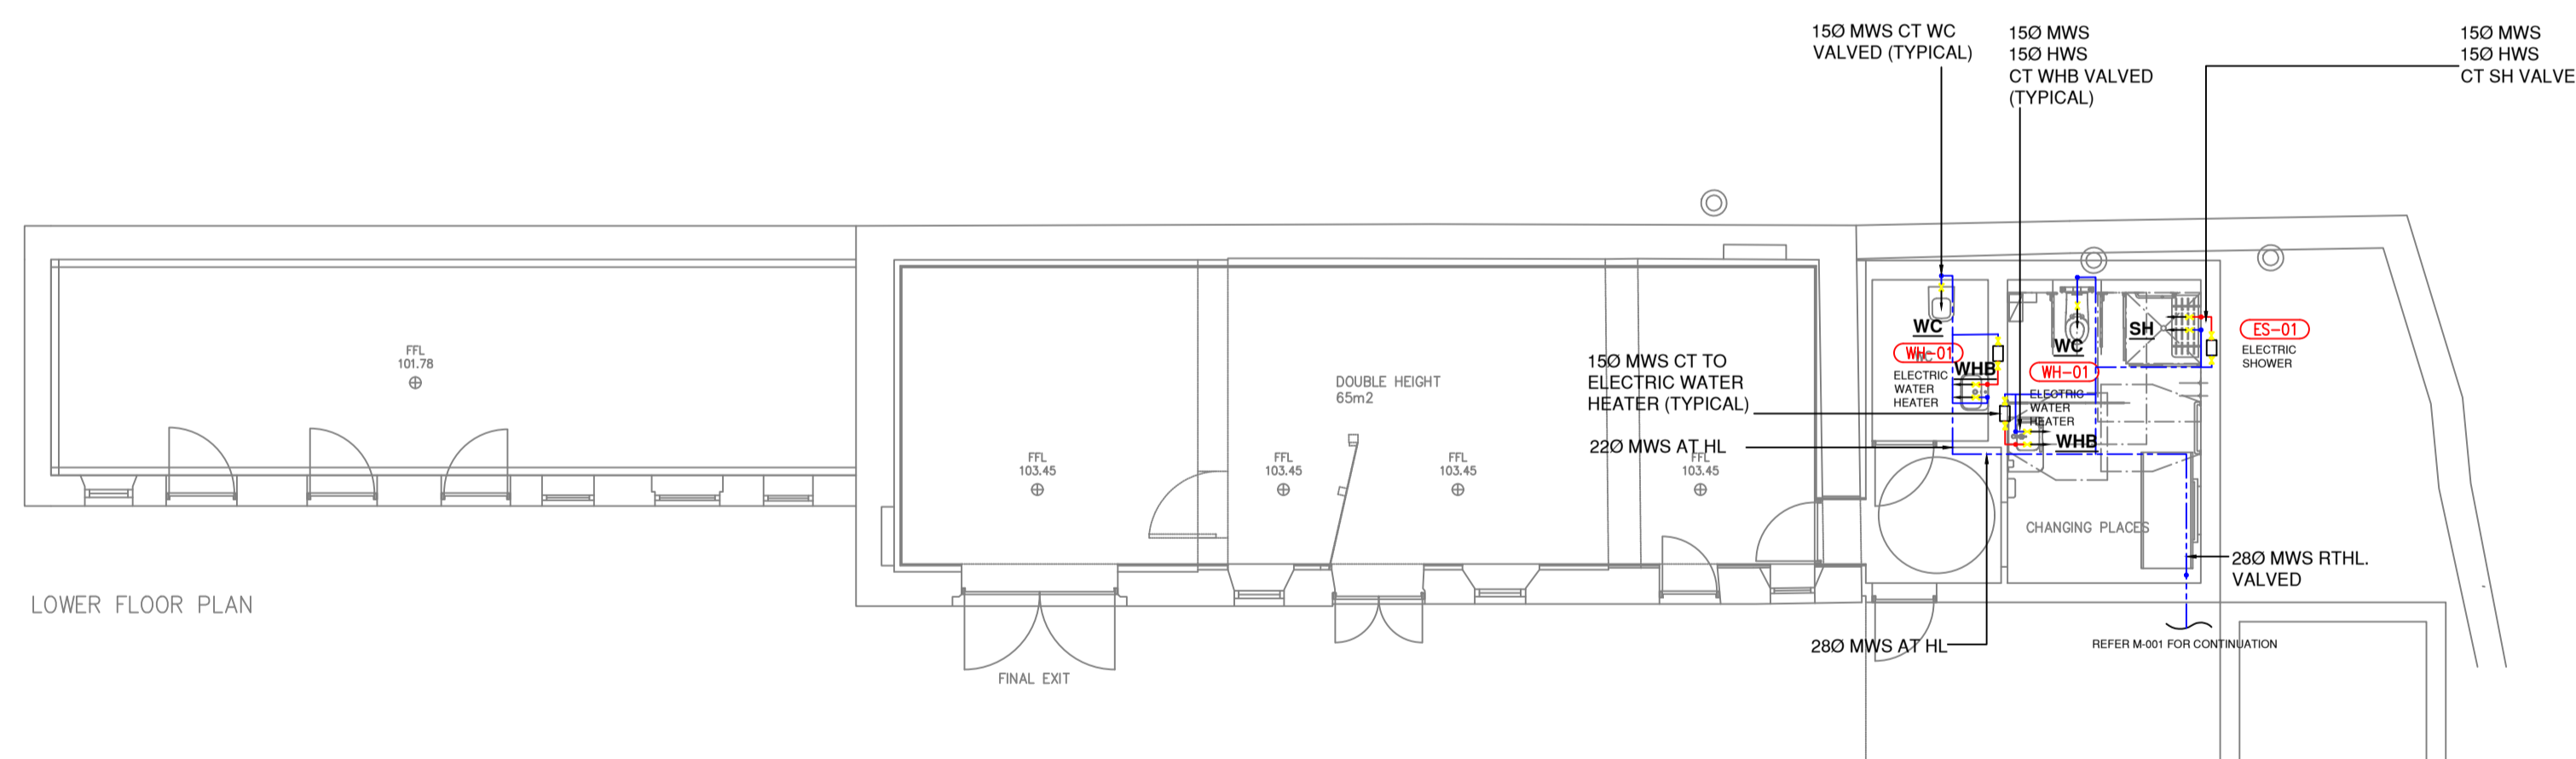 15Ø MWS CT WC
VALVED (TYPICAL)
15Ø MWS
15Ø HWS
CT WHB VALVED
(TYPICAL)
15Ø MWS
15Ø HWS
CT SH VALVE
FFL
101.78
DOUBLE HEIGHT
65m2
FFL
103.45
FFL
103.45
FFL
103.45
FFL
103.45
15Ø MWS CT TO
ELECTRIC WATER
HEATER (TYPICAL)
22Ø MWS AT HL
WC
WH-01
WC
ELECTRIC
WATER
HEATER
WHB
WC
WH-01
ELECTRIC
WATER
HEATER
WHB
SH
ES-01
ELECTRIC
SHOWER
CHANGING PLACES
28Ø MWS RTHL.
VALVED
28Ø MWS AT HL
REFER M-001 FOR CONTINUATION
LOWER FLOOR PLAN
FINAL EXIT